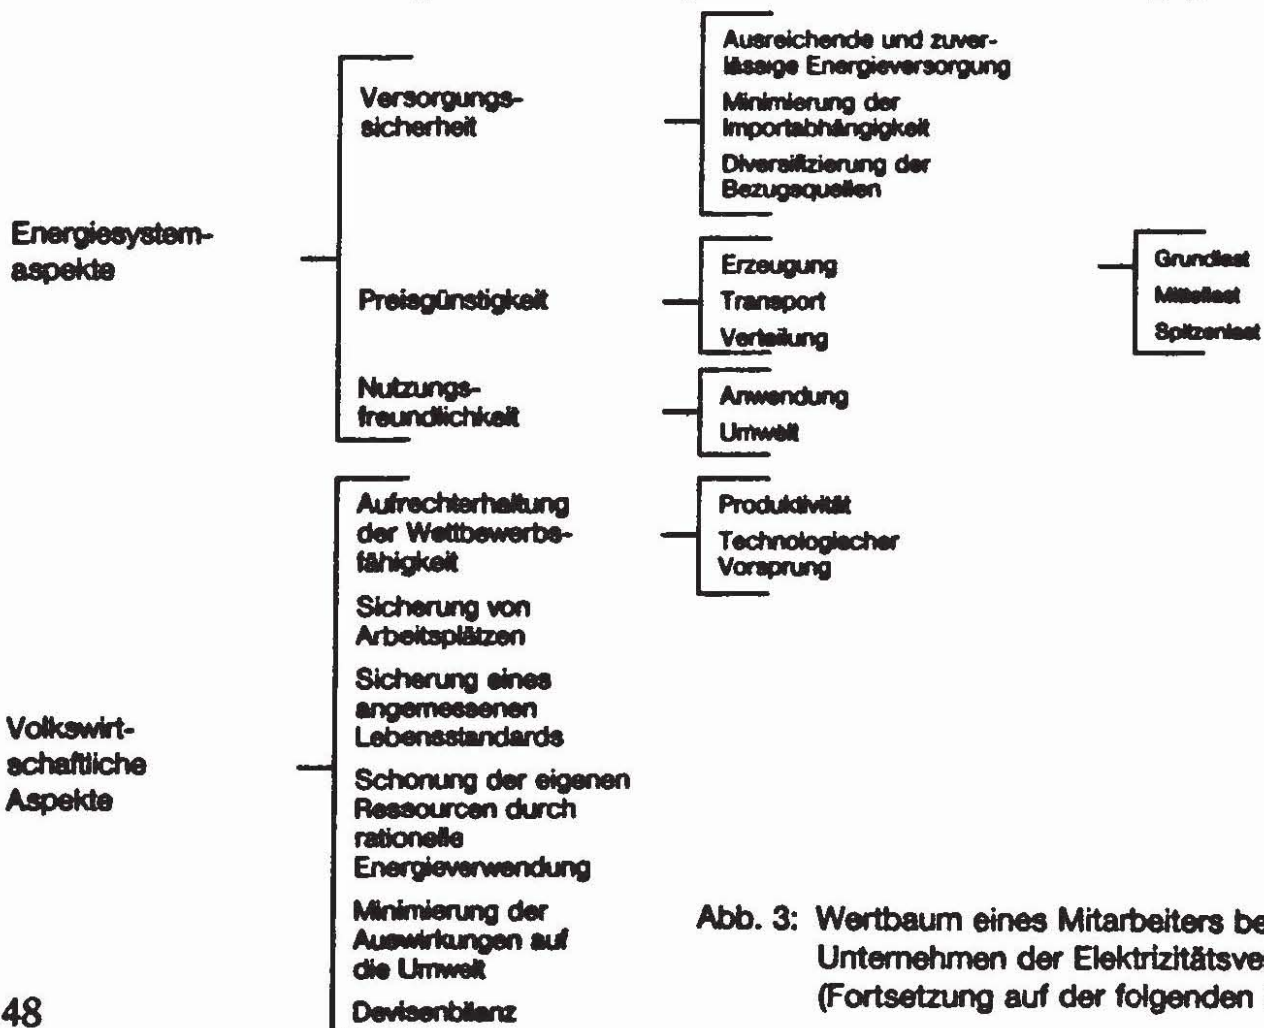 Energiesystem-
aspekte
Versorgungs-
sicherheit
Ausreichende und zuver-
lässige Energieversorgung
Minimierung der
Importabhängigkeit
Diversifizierung der
Bezugsquellen
Preisgünstigkeit
Erzeugung
Transport
Verteilung
Grundlast
Mittellast
Spitzenlast
Nutzungs-
freundlichkeit
Anwendung
Umwelt
Volkswirt-
schaftliche
Aspekte
Aufrechterhaltung
der Wettbewerbs-
fähigkeit
Produktivität
Technologischer
Vorsprung
Sicherung von
Arbeitsplätzen
Sicherung eines
angemessenen
Lebensstandards
Schonung der eigenen
Ressourcen durch
rationelle
Energieverwendung
Minimierung der
Auswirkungen auf
die Umwelt
Devisenbilanz
Abb. 3: Wertbaum eines Mitarbeiters be
Unternehmen der Elektrizitätsve
(Fortsetzung auf der folgenden
48